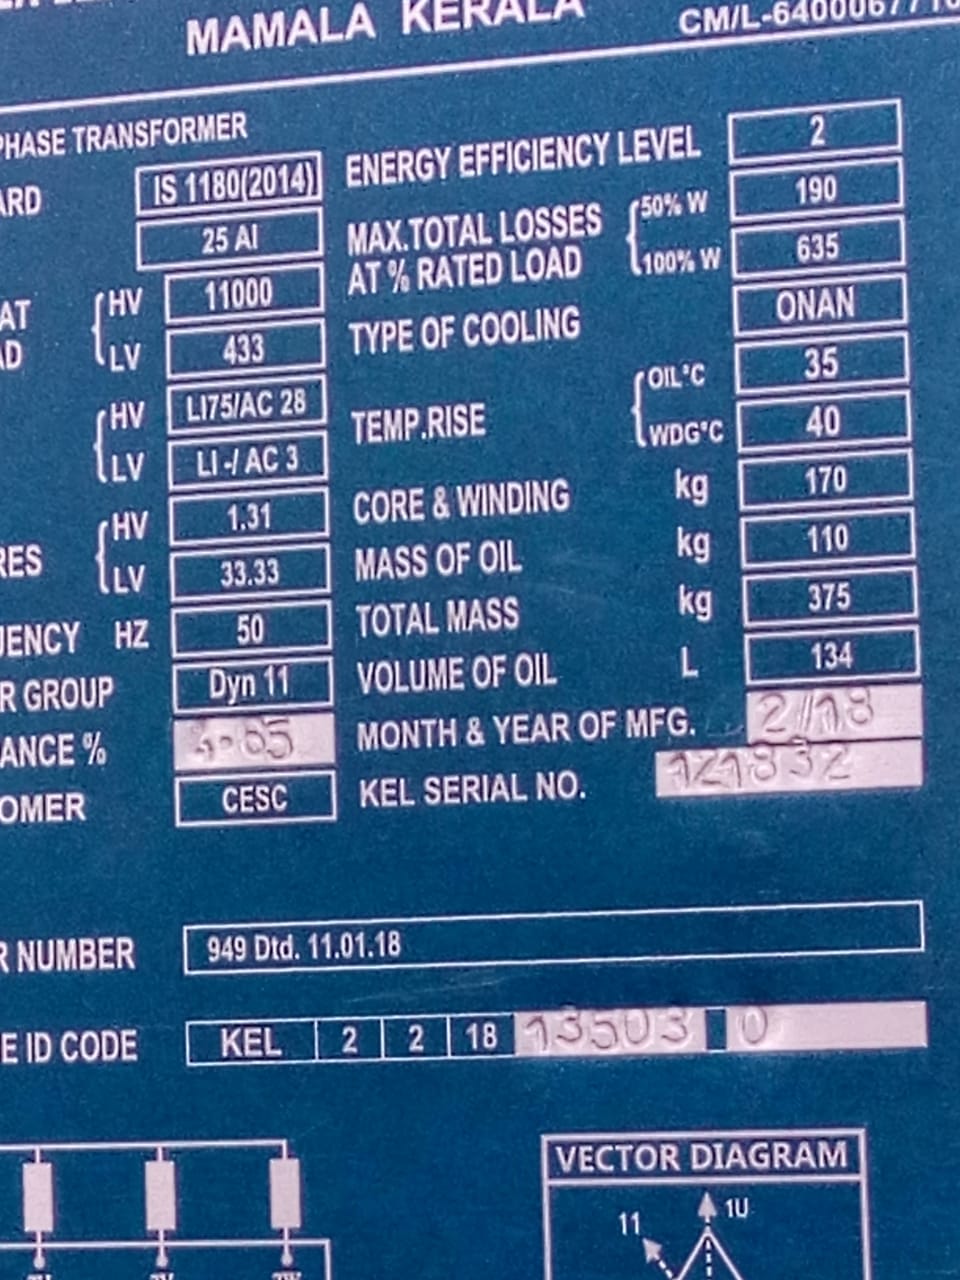 MAMALA KERALA
CM/L-6400067710
PHASE TRANSFORMER
ARD IS 1180(2014)
25 Al
AT HV 11000
AD LV 433
HV LI75/AC 28
LV LI -/ AC 3
HV 1.31
RES LV 33.33
UENCY HZ 50
R GROUP Dyn 11
ANCE % 4.65
OMER CESC
ENERGY EFFICIENCY LEVEL 2
MAX.TOTAL LOSSES 50% W 190
AT % RATED LOAD 100% W 635
TYPE OF COOLING ONAN
OIL°C 35
TEMP.RISE
WDG°C 40
CORE & WINDING kg 170
MASS OF OIL kg 110
TOTAL MASS kg 375
VOLUME OF OIL L 134
MONTH & YEAR OF MFG. 2/18
KEL SERIAL NO. 121832
R NUMBER 949 Dtd. 11.01.18
E ID CODE KEL 2 2 18 13503 0
VECTOR DIAGRAM
11 1U